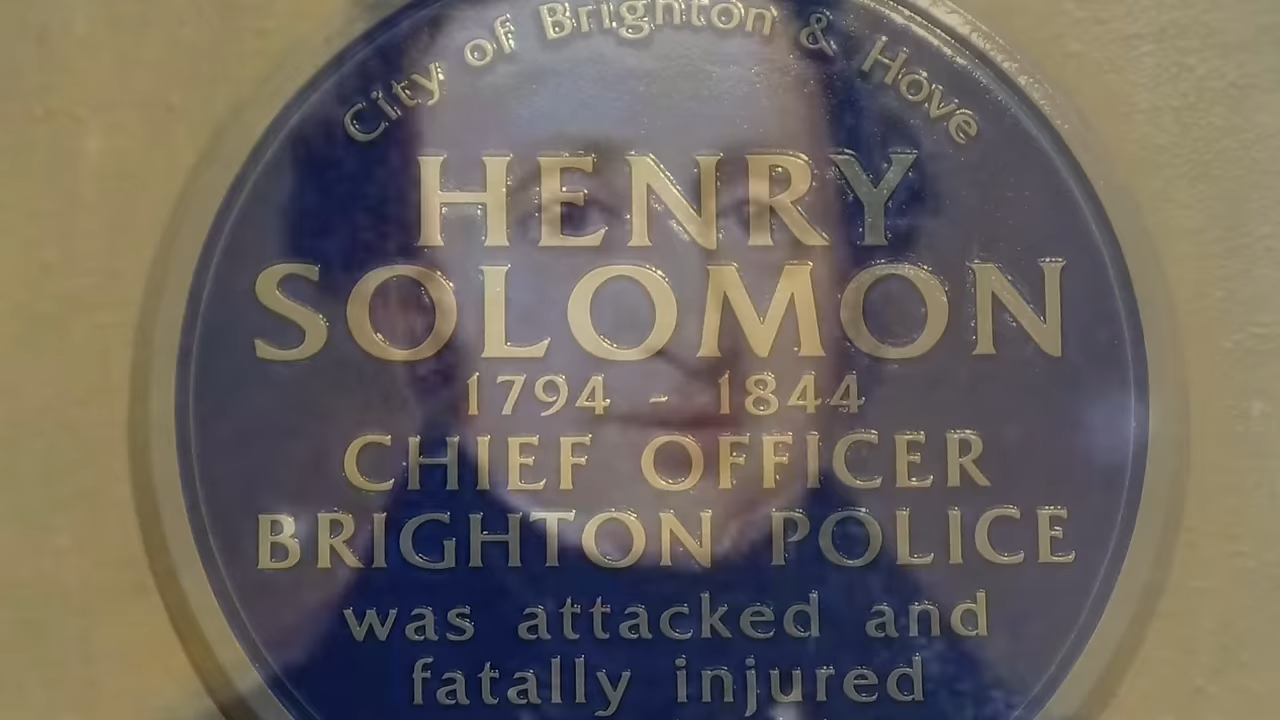 City of Brighton & Hove
HENRY
SOLOMON
1794 - 1844
CHIEF OFFICER
BRIGHTON POLICE
was attacked and
fatally injured